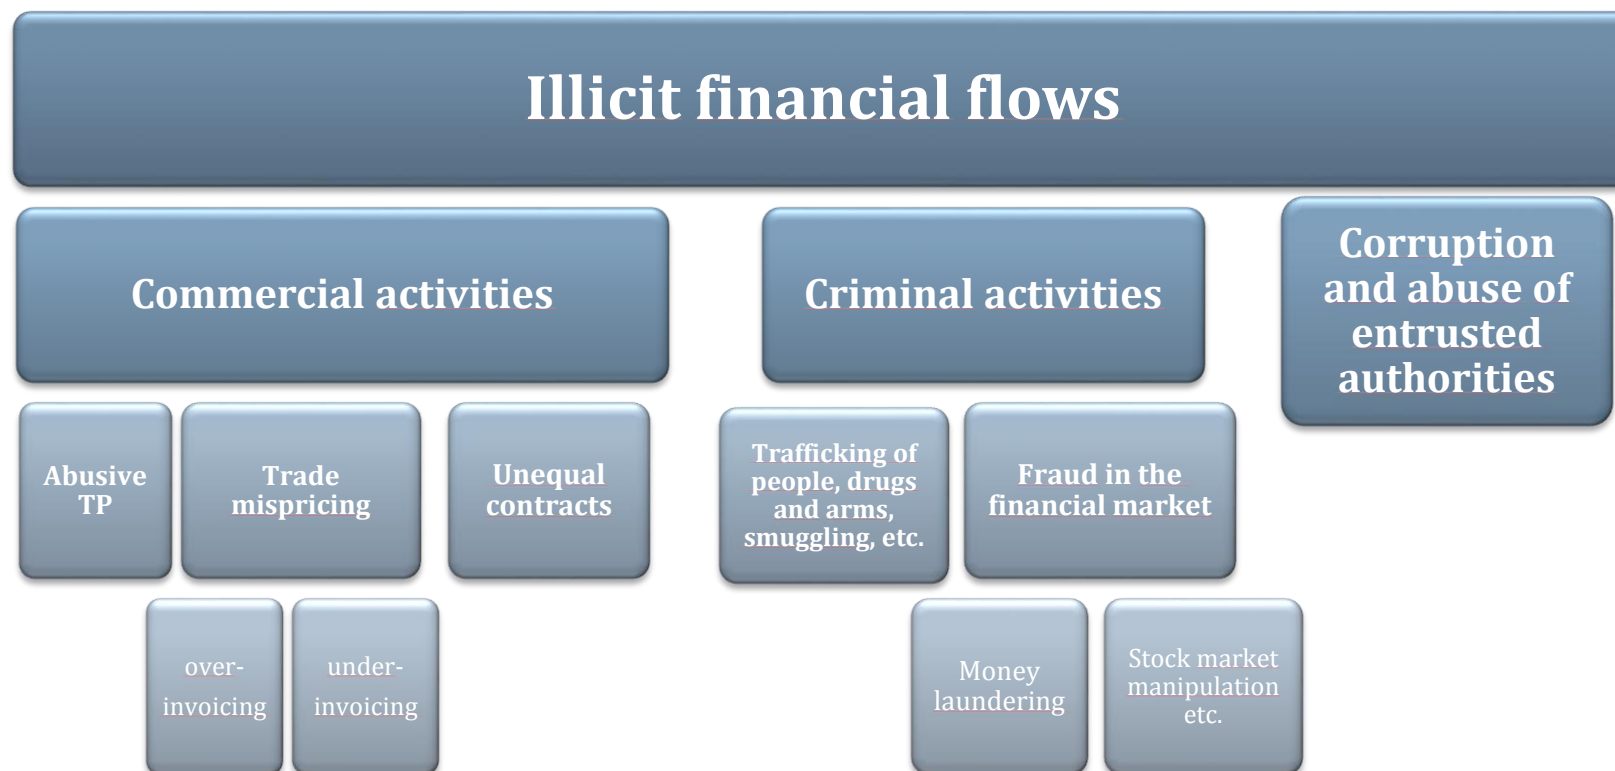 Illicit financial flows
Commercial activities
Criminal activities
Corruption
and abuse of
entrusted
authorities
Abusive
TP
Trade
mispricing
Unequal
contracts
Trafficking of
people, drugs
and arms,
smuggling, etc.
Fraud in the
financial market
over-
invoicing
under-
invoicing
Money
laundering
Stock market
manipulation
etc.